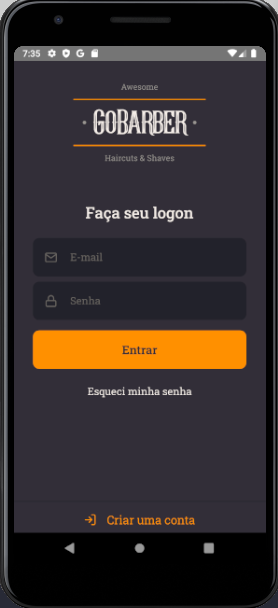 7:35
Awesome
GOBARBER
Haircuts & Shaves
Faça seu logon
E-mail
Senha
Entrar
Esqueci minha senha
Criar uma conta